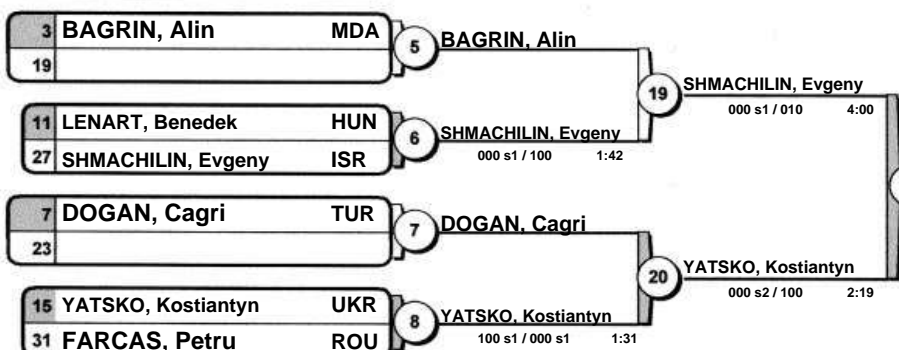 3 BAGRIN, Alin MDA
19
5 BAGRIN, Alin
11 LENART, Benedek HUN
27 SHMACHILIN, Evgeny ISR
6 SHMACHILIN, Evgeny
000 s1 / 100 1:42
19 SHMACHILIN, Evgeny
000 s1 / 010 4:00
7 DOGAN, Cagri TUR
23
7 DOGAN, Cagri
15 YATSKO, Kostiantyn UKR
31 FARCAS, Petru ROU
8 YATSKO, Kostiantyn
100 s1 / 000 s1 1:31
20 YATSKO, Kostiantyn
000 s2 / 100 2:19